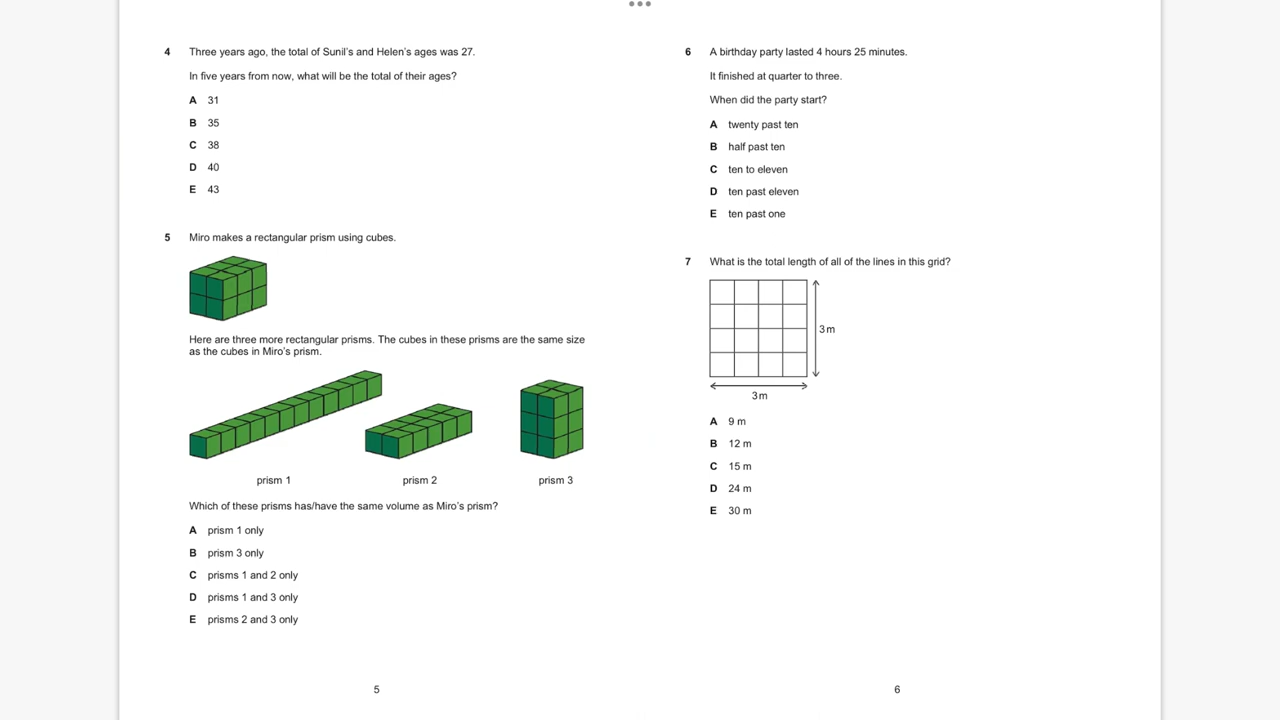 4 Three years ago, the total of Sunil's and Helen's ages was 27.
In five years from now, what will be the total of their ages?
A 31
B 35
C 38
D 40
E 43
5 Miro makes a rectangular prism using cubes.
Here are three more rectangular prisms. The cubes in these prisms are the same size
as the cubes in Miro's prism.
prism 1 prism 2 prism 3
Which of these prisms has/have the same volume as Miro's prism?
A prism 1 only
B prism 3 only
C prisms 1 and 2 only
D prisms 1 and 3 only
E prisms 2 and 3 only
5
6 A birthday party lasted 4 hours 25 minutes.
It finished at quarter to three.
When did the party start?
A twenty past ten
B half past ten
C ten to eleven
D ten past eleven
E ten past one
7 What is the total length of all of the lines in this grid?
3 m
3 m
A 9 m
B 12 m
C 15 m
D 24 m
E 30 m
6